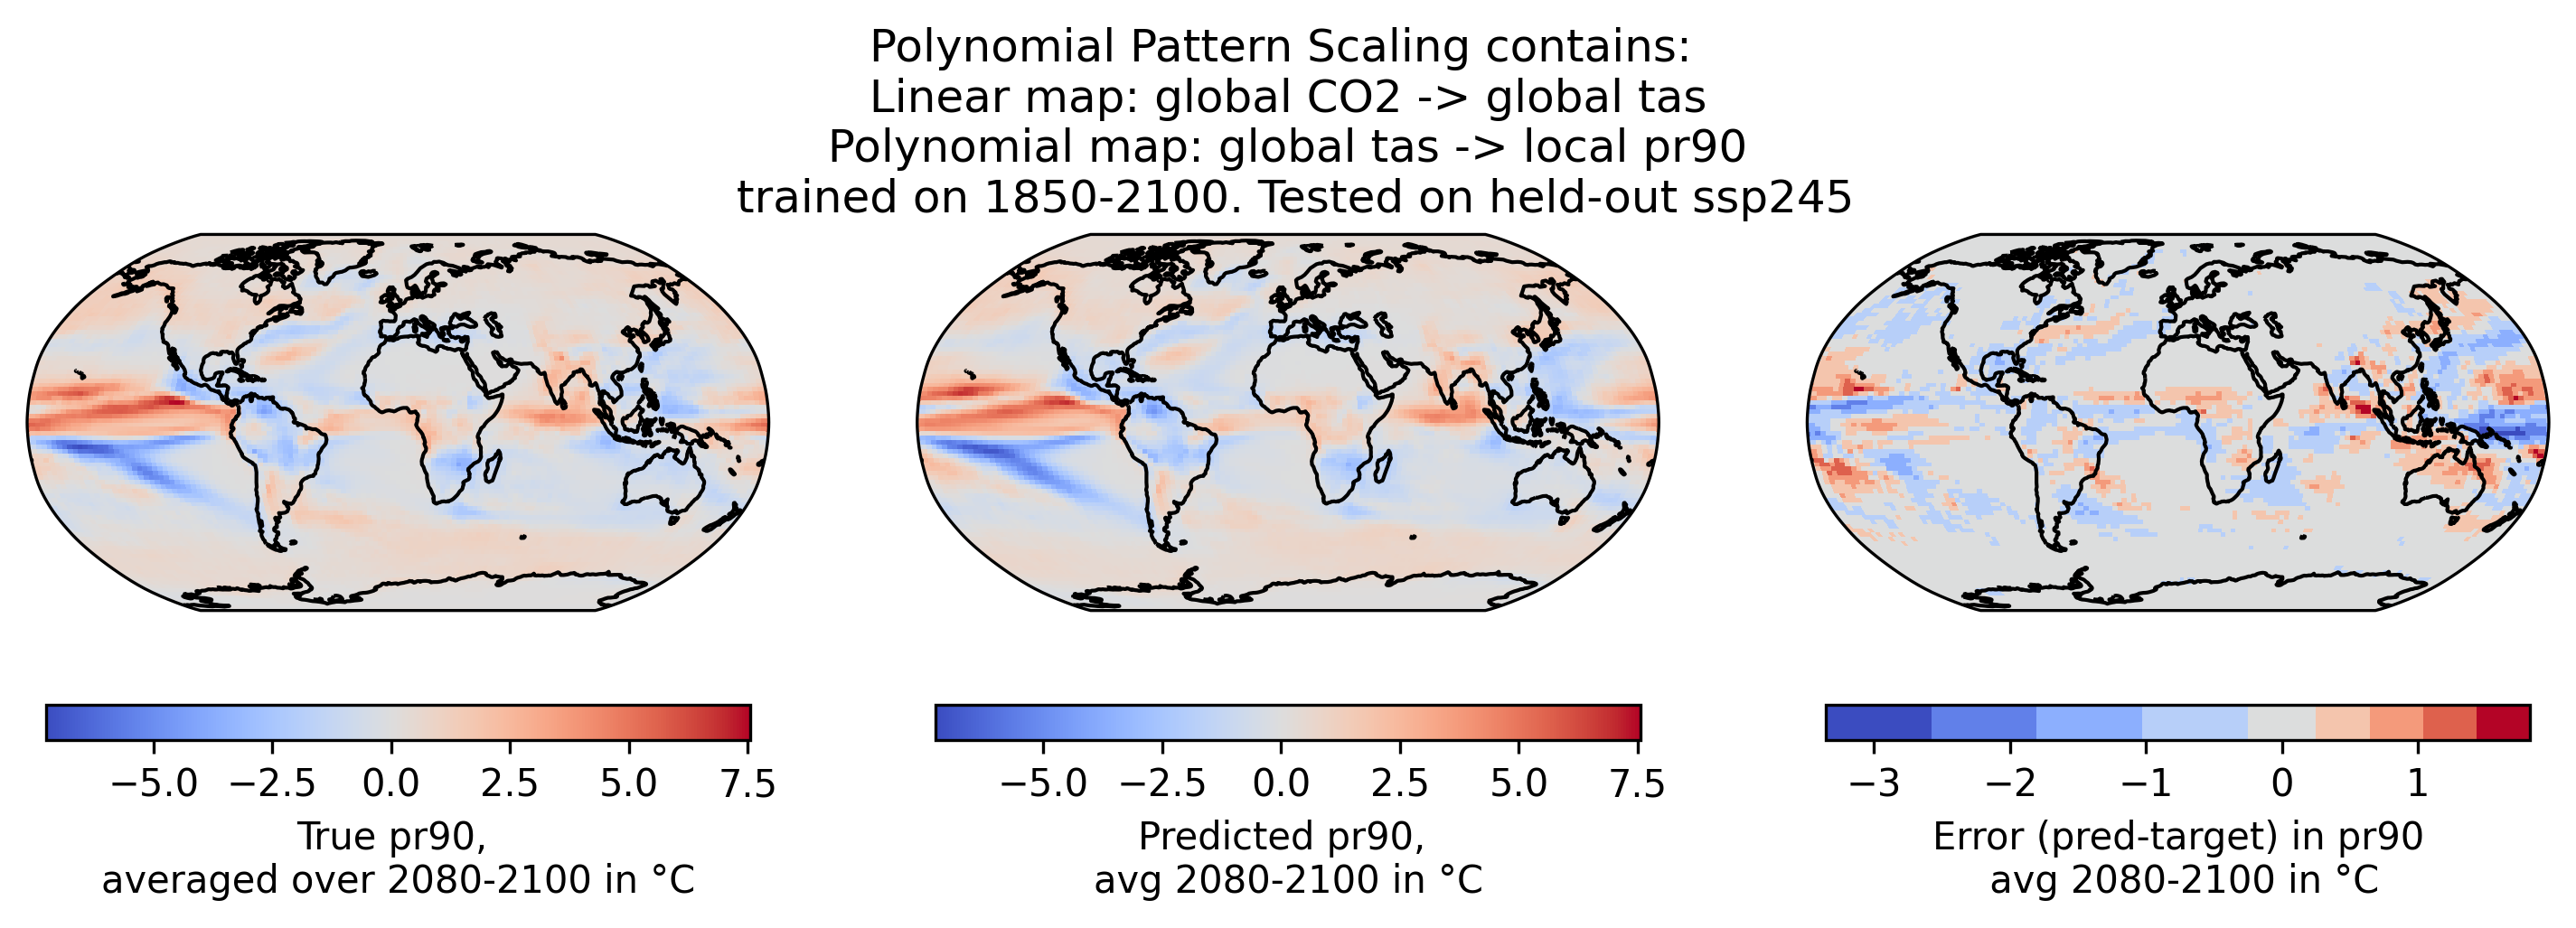 Polynomial Pattern Scaling contains:
Linear map: global CO2 -> global tas
Polynomial map: global tas -> local pr90
trained on 1850-2100. Tested on held-out ssp245
−5.0 −2.5 0.0 2.5 5.0 7.5
True pr90,
averaged over 2080-2100 in °C
−5.0 −2.5 0.0 2.5 5.0 7.5
Predicted pr90,
avg 2080-2100 in °C
−3 −2 −1 0 1
Error (pred-target) in pr90
avg 2080-2100 in °C